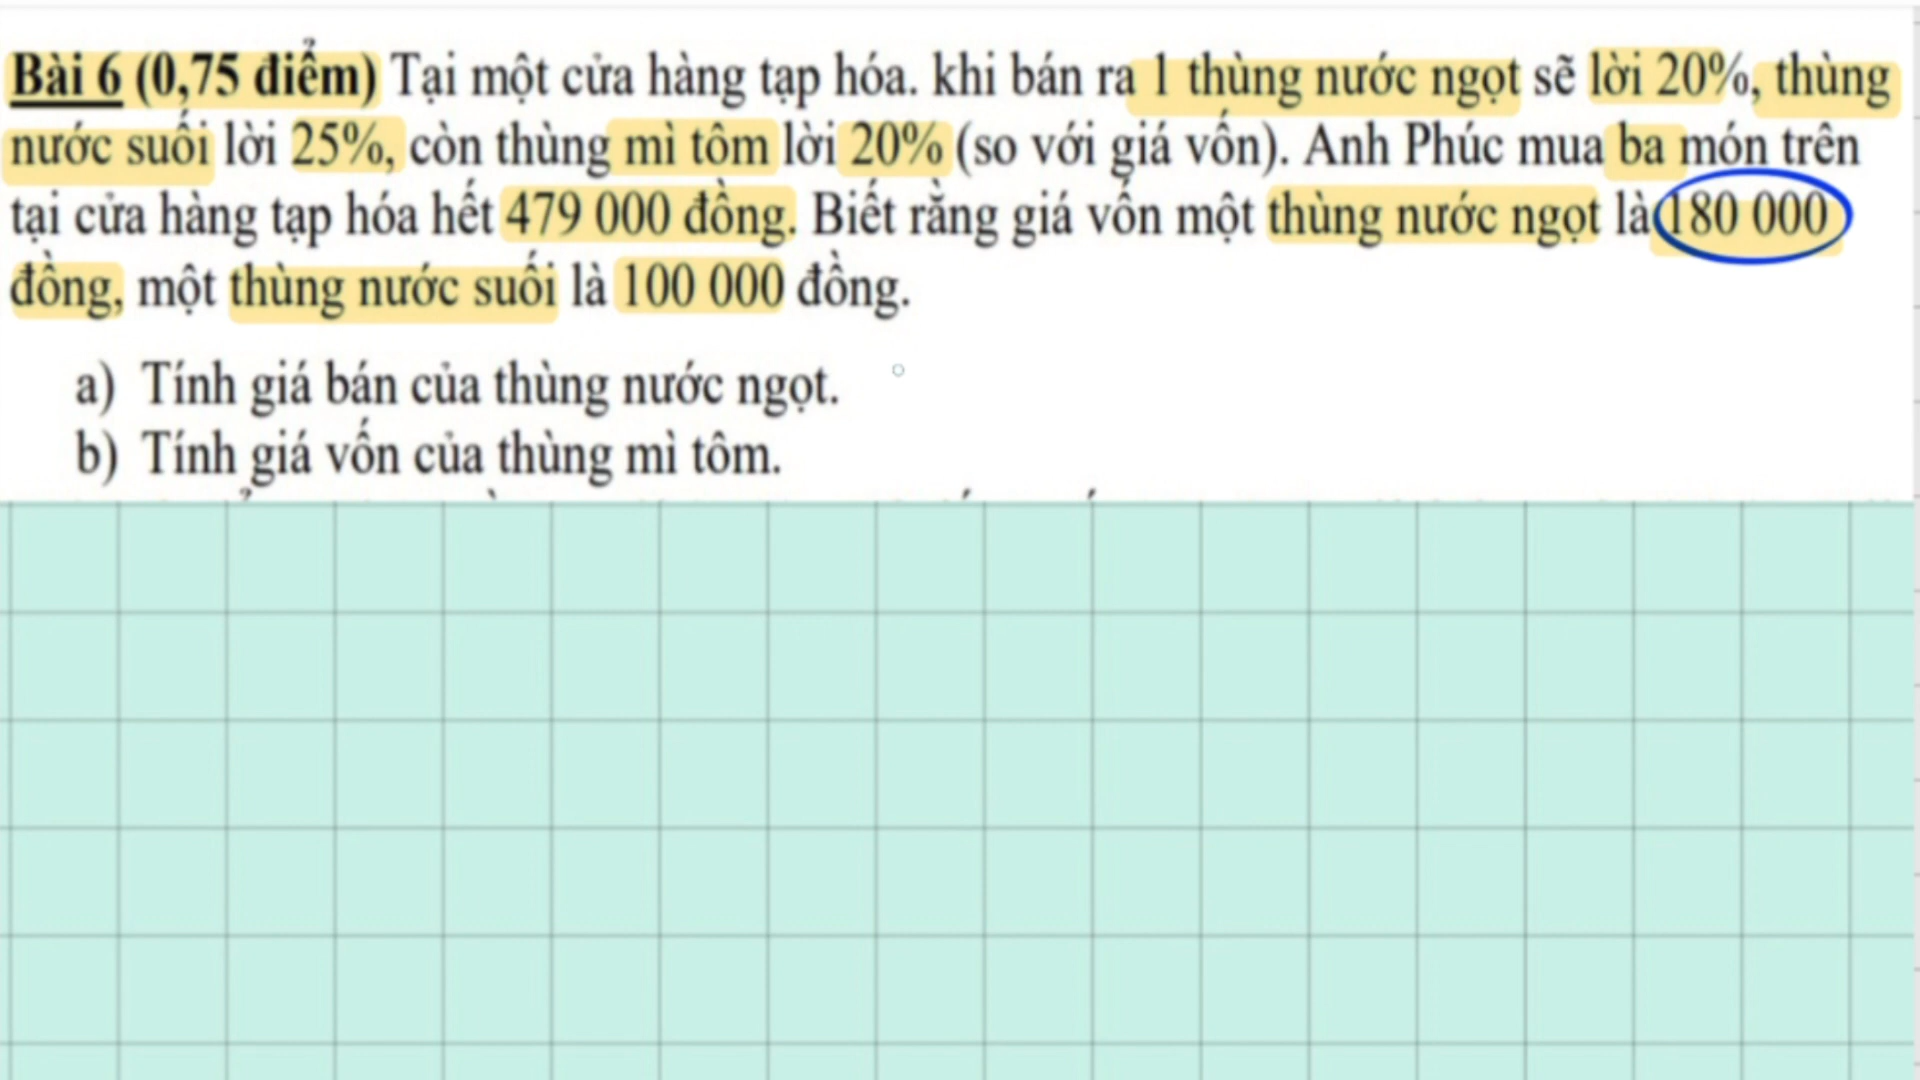 Bài 6 (0,75 điểm) Tại một cửa hàng tạp hóa. khi bán ra 1 thùng nước ngọt sẽ lời 20%, thùng
nước suối lời 25%, còn thùng mì tôm lời 20% (so với giá vốn). Anh Phúc mua ba món trên
tại cửa hàng tạp hóa hết 479 000 đồng. Biết rằng giá vốn một thùng nước ngọt là 180 000
đồng, một thùng nước suối là 100 000 đồng.
a) Tính giá bán của thùng nước ngọt.
b) Tính giá vốn của thùng mì tôm.